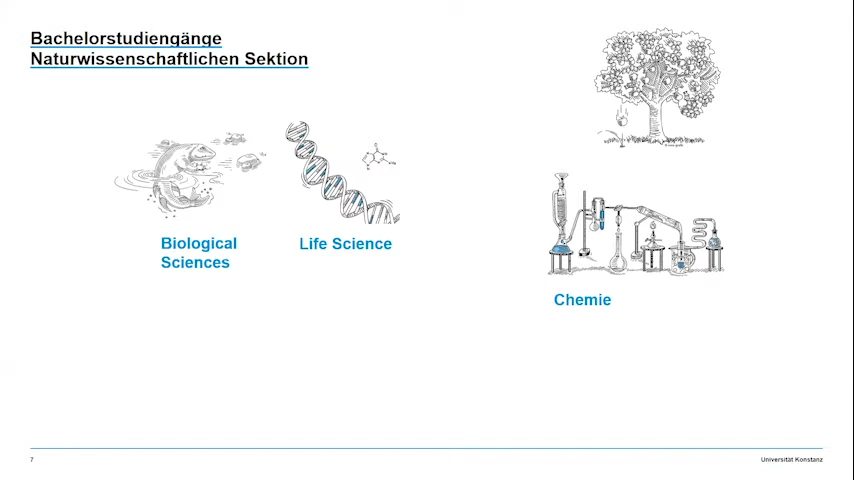 Bachelorstudiengänge
Naturwissenschaftlichen Sektion
Biological
Sciences
Life Science
Chemie
7
Universität Konstanz